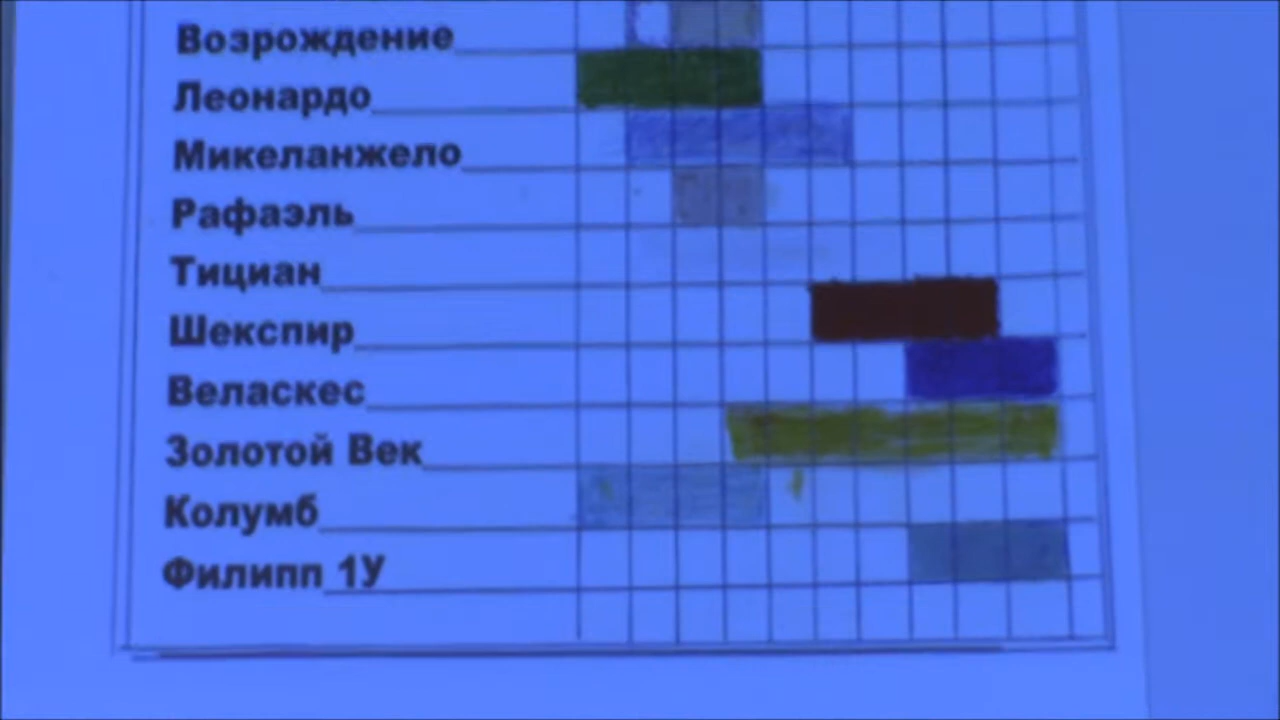 Возрождение
Леонардо
Микеланжело
Рафаэль
Тициан
Шекспир
Веласкес
Золотой Век
Колумб
Филипп 1У